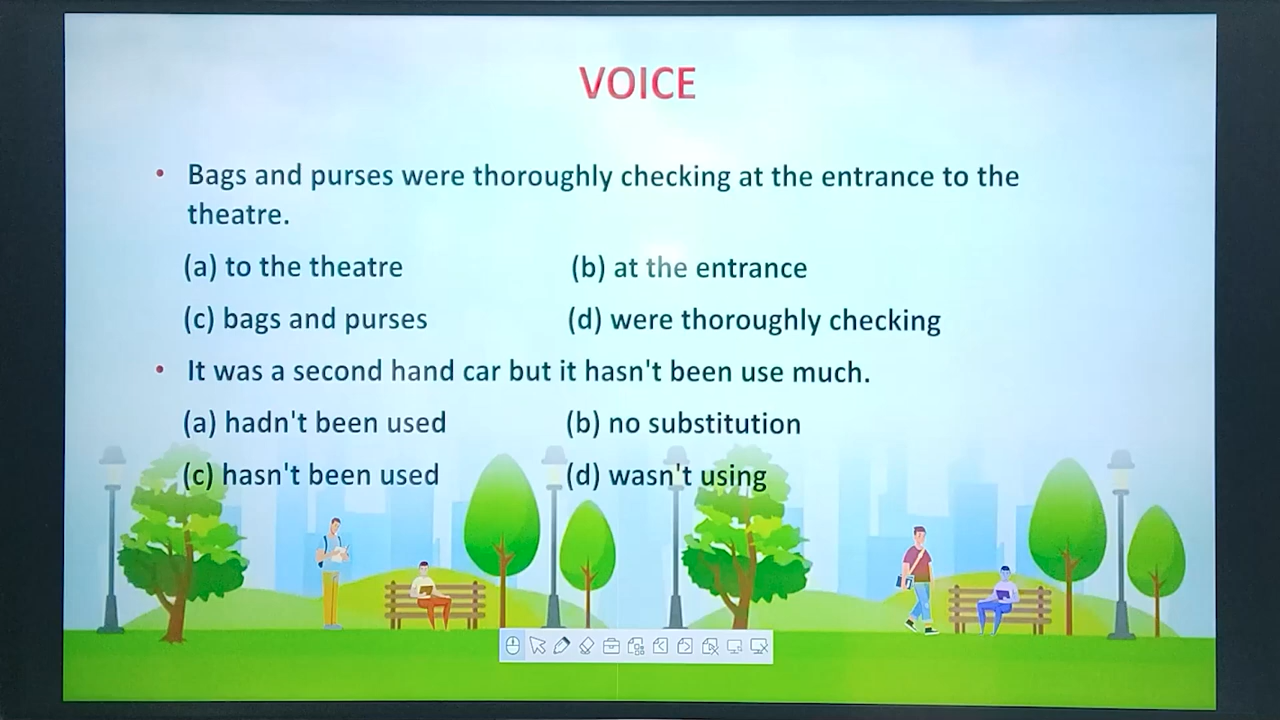 VOICE
• Bags and purses were thoroughly checking at the entrance to the
theatre.
(a) to the theatre (b) at the entrance
(c) bags and purses (d) were thoroughly checking
• It was a second hand car but it hasn't been use much.
(a) hadn't been used (b) no substitution
(c) hasn't been used (d) wasn't using